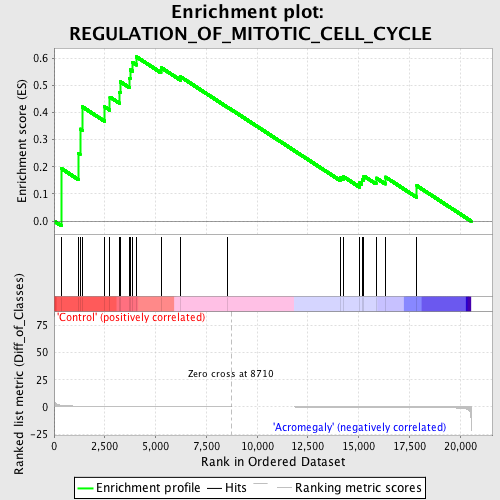 Enrichment plot:
REGULATION_OF_MITOTIC_CELL_CYCLE
Enrichment score (ES)
0.6
0.5
0.4
0.3
0.2
0.1
0.0
Ranked list metric (Diff_of_Classes)
'Control' (positively correlated)
75
50
25
0
-25
Zero cross at 8710
'Acromegaly' (negatively correlated)
0 2,500 5,000 7,500 10,000 12,500 15,000 17,500 20,000
Rank in Ordered Dataset
Enrichment profile Hits Ranking metric scores